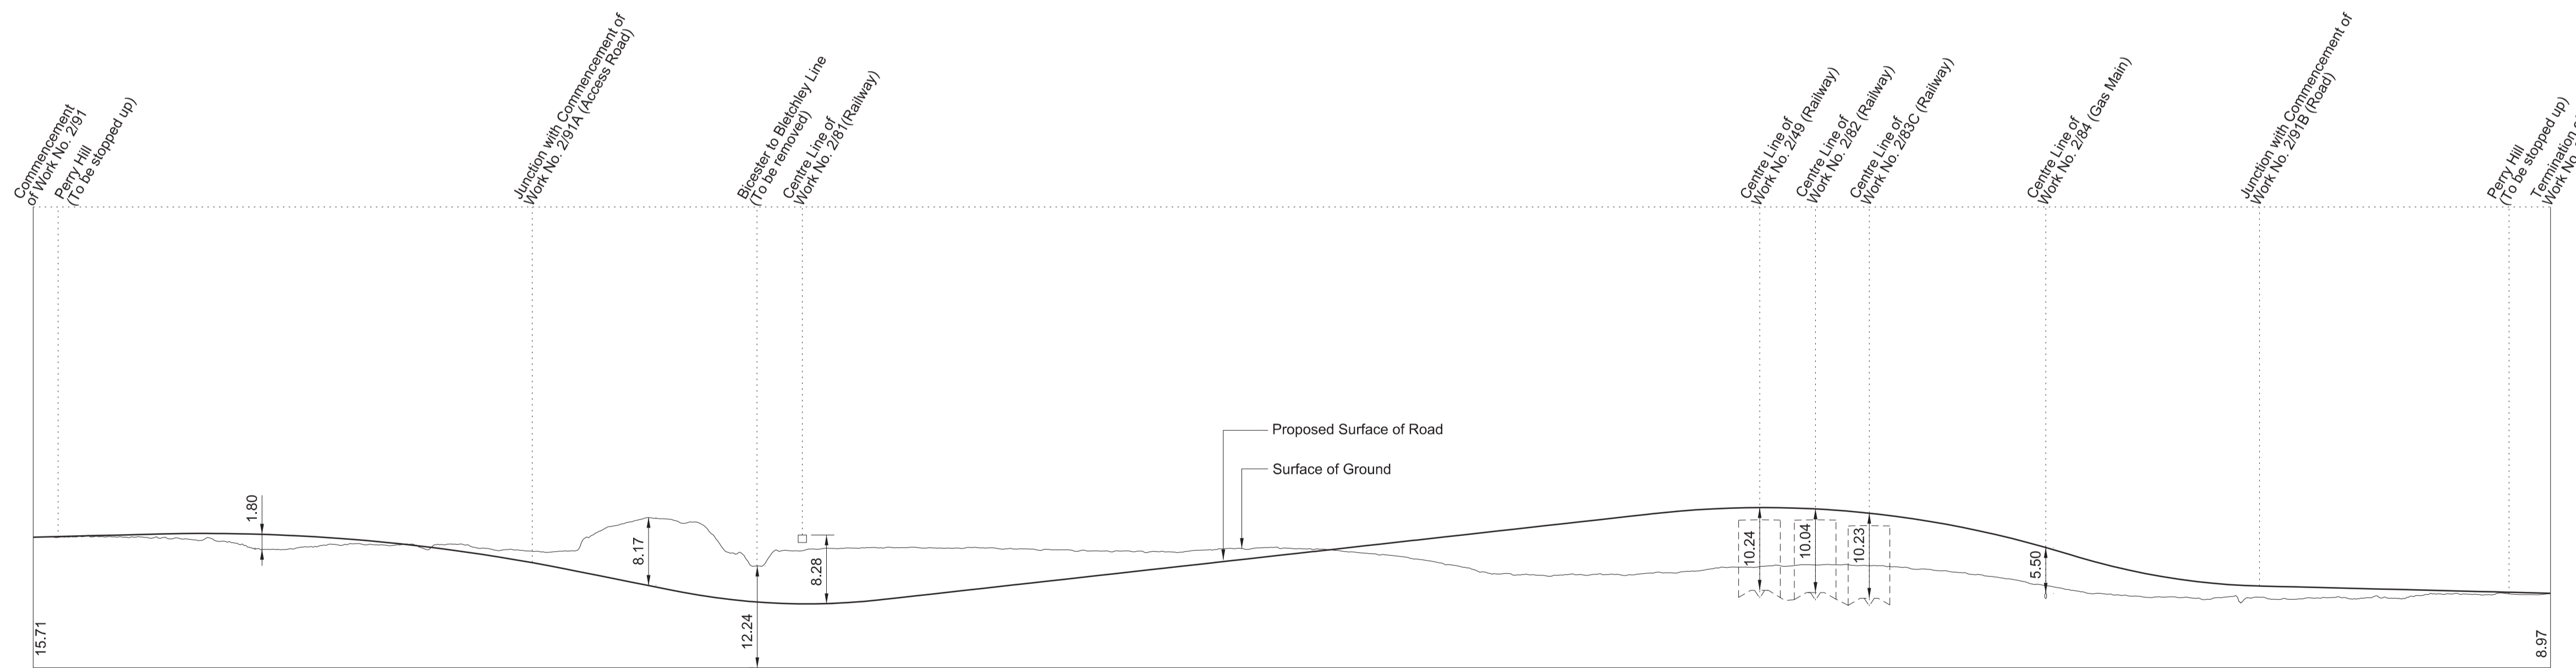 Commencement
of Work No. 2/91
Perry Hill
(To be stopped up)
Junction with Commencement of
Work No. 2/91A (Access Road)
Bicester to Bletchley Line
(To be removed)
Centre Line of
Work No. 2/81(Railway)
Centre Line of
Work No. 2/49 (Railway)
Centre Line of
Work No. 2/82 (Railway)
Centre Line of
Work No. 2/83C (Railway)
Centre Line of
Work No. 2/84 (Gas Main)
Junction with Commencement of
Work No. 2/91B (Road)
Perry Hill
(To be stopped up)
Termination
Work No.
Proposed Surface of Road
Surface of Ground
1.80
8.17
8.28
10.24
10.04
10.23
5.50
15.71
12.24
8.97